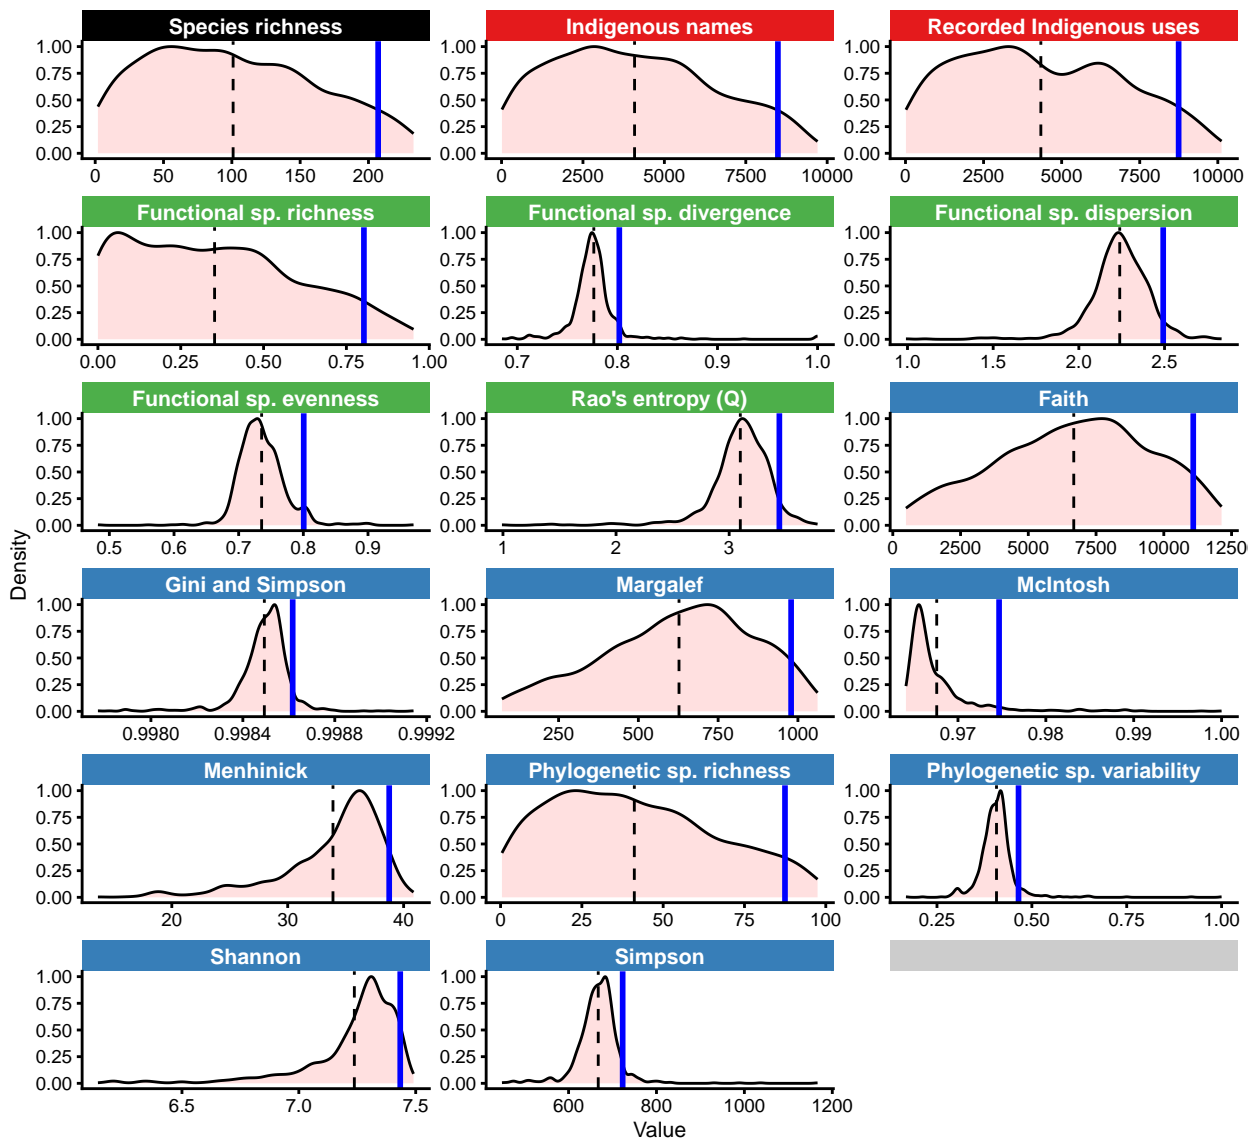 Species richness
Indigenous names
Recorded Indigenous uses
1.00
0.75
0.50
0.25
0.00
0 50 100 150 200
1.00
0.75
0.50
0.25
0.00
0 2500 5000 7500 10000
1.00
0.75
0.50
0.25
0.00
0 2500 5000 7500 10000
Functional sp. richness
Functional sp. divergence
Functional sp. dispersion
1.00
0.75
0.50
0.25
0.00
0.00 0.25 0.50 0.75 1.00
1.00
0.75
0.50
0.25
0.00
0.7 0.8 0.9 1.0
1.00
0.75
0.50
0.25
0.00
1.0 1.5 2.0 2.5
Functional sp. evenness
Rao's entropy (Q)
Faith
1.00
0.75
0.50
0.25
0.00
0.5 0.6 0.7 0.8 0.9
1.00
0.75
0.50
0.25
0.00
1 2 3
1.00
0.75
0.50
0.25
0.00
0 2500 5000 7500 10000 1250
Density
Gini and Simpson
Margalef
McIntosh
1.00
0.75
0.50
0.25
0.00
0.9980 0.9984 0.9988 0.9992
1.00
0.75
0.50
0.25
0.00
250 500 750 1000
1.00
0.75
0.50
0.25
0.00
0.97 0.98 0.99 1.00
Menhinick
Phylogenetic sp. richness
Phylogenetic sp. variability
1.00
0.75
0.50
0.25
0.00
20 30 40
1.00
0.75
0.50
0.25
0.00
0 25 50 75 100
1.00
0.75
0.50
0.25
0.00
0.25 0.50 0.75 1.00
Shannon
Simpson
1.00
0.75
0.50
0.25
0.00
6.5 7.0 7.5
1.00
0.75
0.50
0.25
0.00
600 800 1000 1200
Value